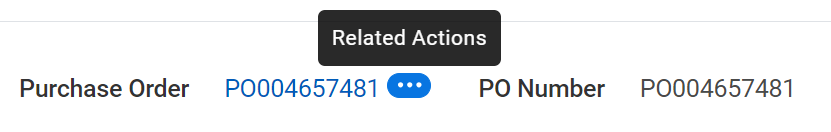 Related Actions
Purchase Order PO004657481 PO Number PO004657481